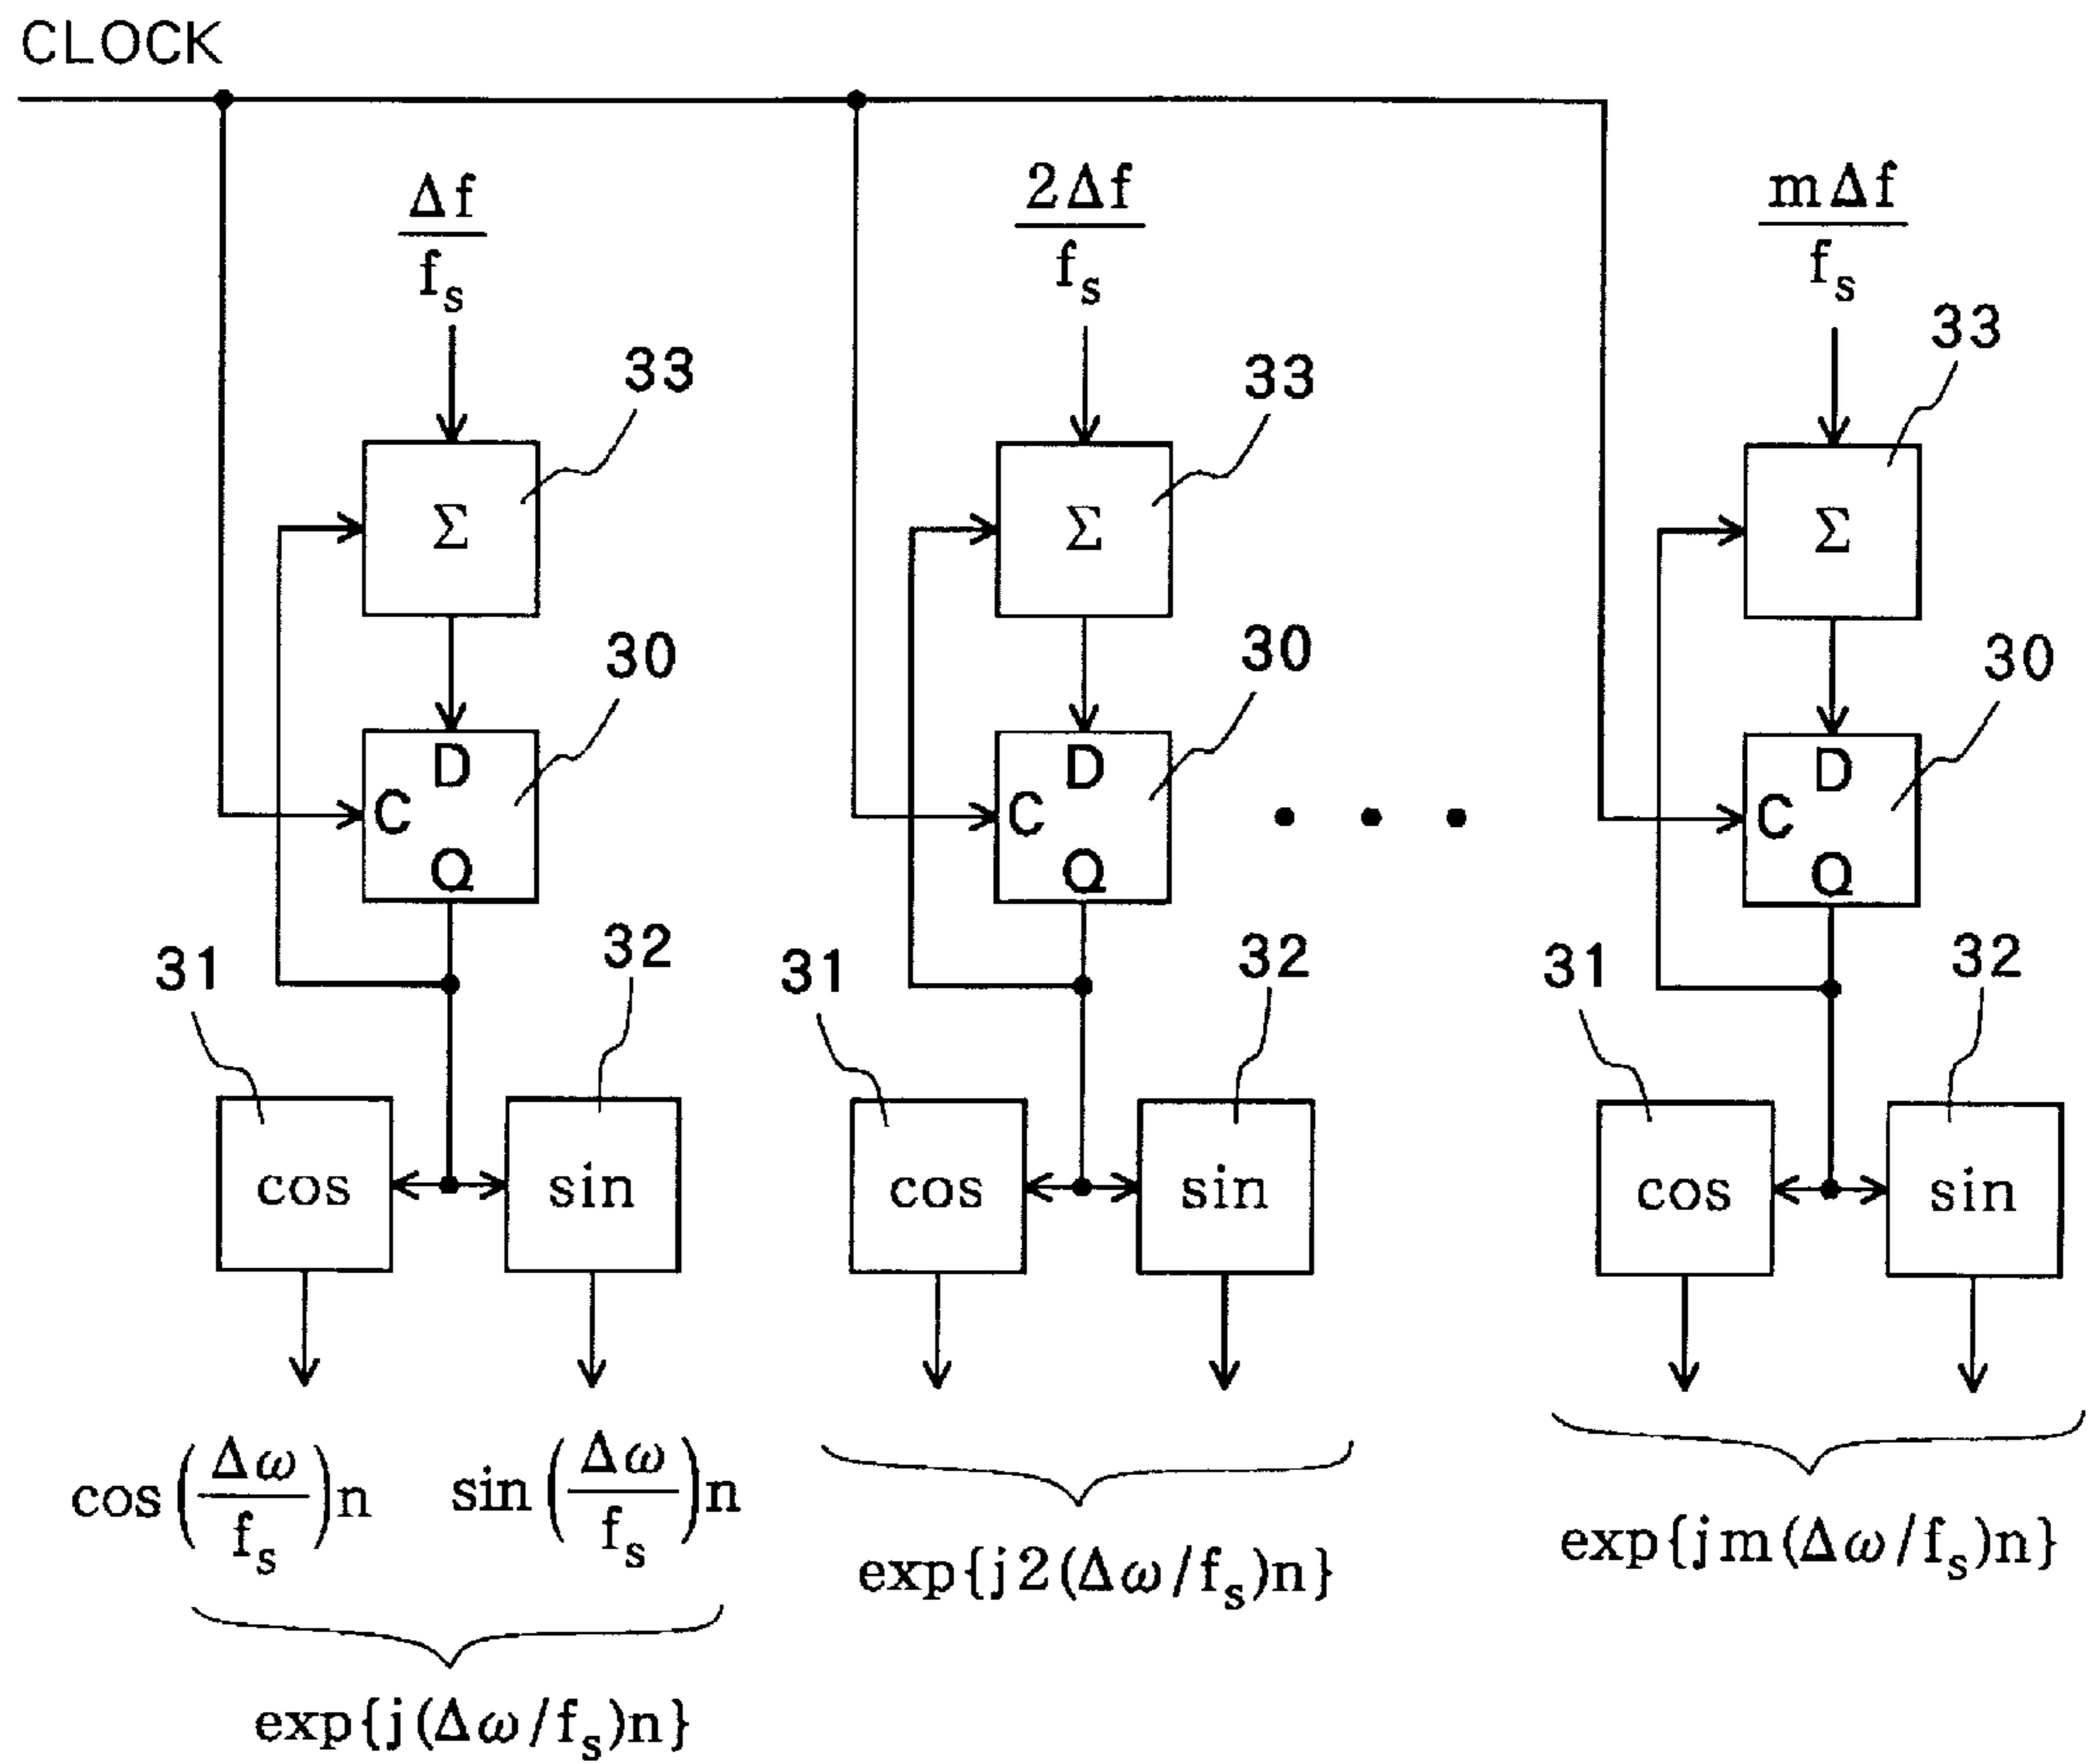 CLOCK
Δf
f_s
2Δf
f_s
mΔf
f_s
33
33
33
Σ
Σ
Σ
30
30
30
D
C
Q
D
C
Q
• • •
D
C
Q
31
32
31
32
31
32
cos
sin
cos
sin
cos
sin
cos(Δω/f_s)n
sin(Δω/f_s)n
exp{j2(Δω/f_s)n}
exp{jm(Δω/f_s)n}
exp{j(Δω/f_s)n}